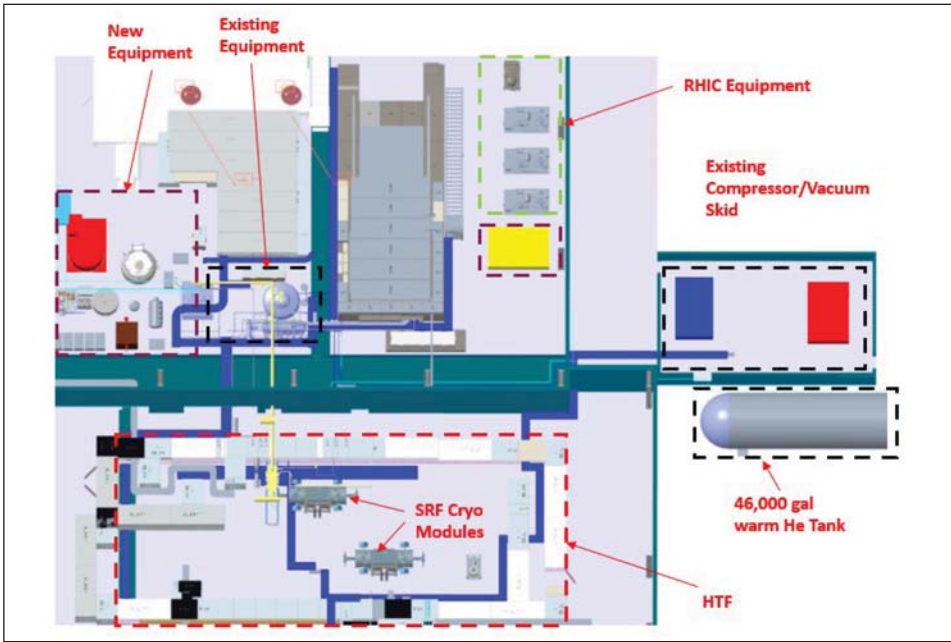 New
Equipment
Existing
Equipment
RHIC Equipment
Existing
Compressor/Vacuum
Skid
SRF Cryo
Modules
46,000 gal
warm He Tank
HTF